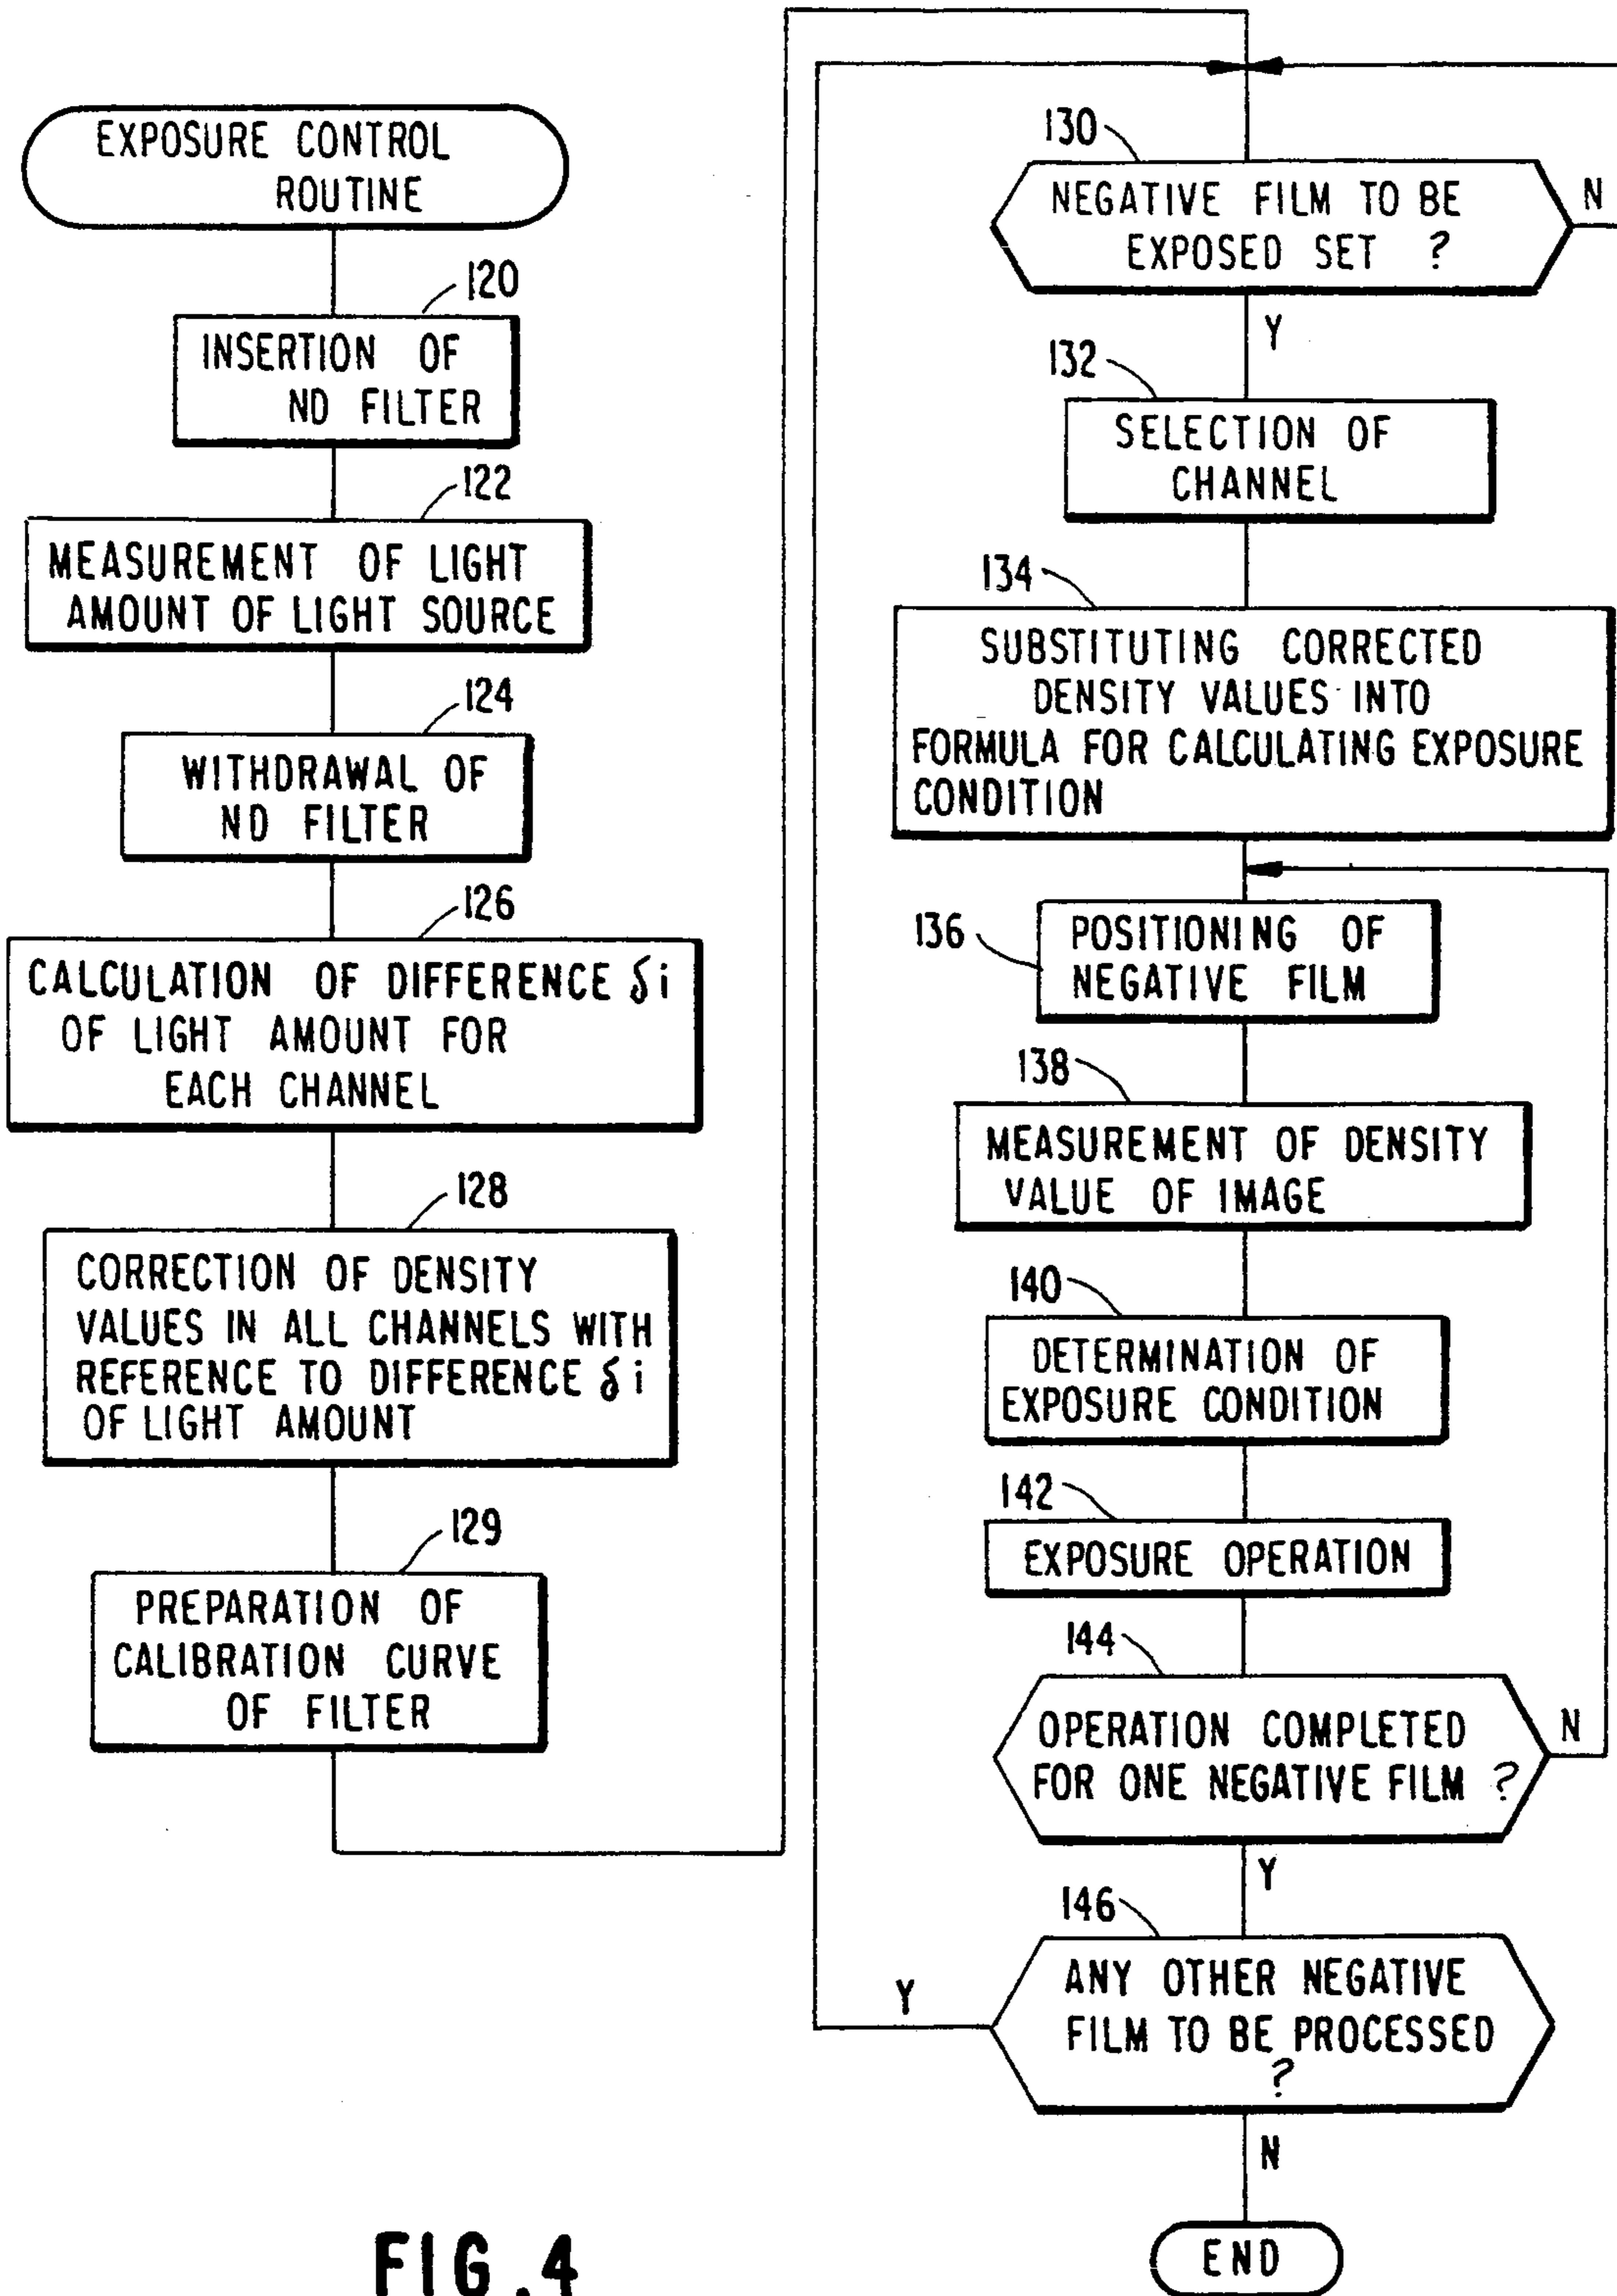 EXPOSURE CONTROL
ROUTINE
120
INSERTION OF
ND FILTER
122
MEASUREMENT OF LIGHT
AMOUNT OF LIGHT SOURCE
124
WITHDRAWAL OF
ND FILTER
126
CALCULATION OF DIFFERENCE δi
OF LIGHT AMOUNT FOR
EACH CHANNEL
128
CORRECTION OF DENSITY
VALUES IN ALL CHANNELS WITH
REFERENCE TO DIFFERENCE δi
OF LIGHT AMOUNT
129
PREPARATION OF
CALIBRATION CURVE
OF FILTER
130
NEGATIVE FILM TO BE
EXPOSED SET ?
N
Y
132
SELECTION OF
CHANNEL
134
SUBSTITUTING CORRECTED
DENSITY VALUES INTO
FORMULA FOR CALCULATING EXPOSURE
CONDITION
136
POSITIONING OF
NEGATIVE FILM
138
MEASUREMENT OF DENSITY
VALUE OF IMAGE
140
DETERMINATION OF
EXPOSURE CONDITION
142
EXPOSURE OPERATION
144
OPERATION COMPLETED
FOR ONE NEGATIVE FILM ?
N
Y
146
ANY OTHER NEGATIVE
FILM TO BE PROCESSED
?
Y
N
END
FIG.4